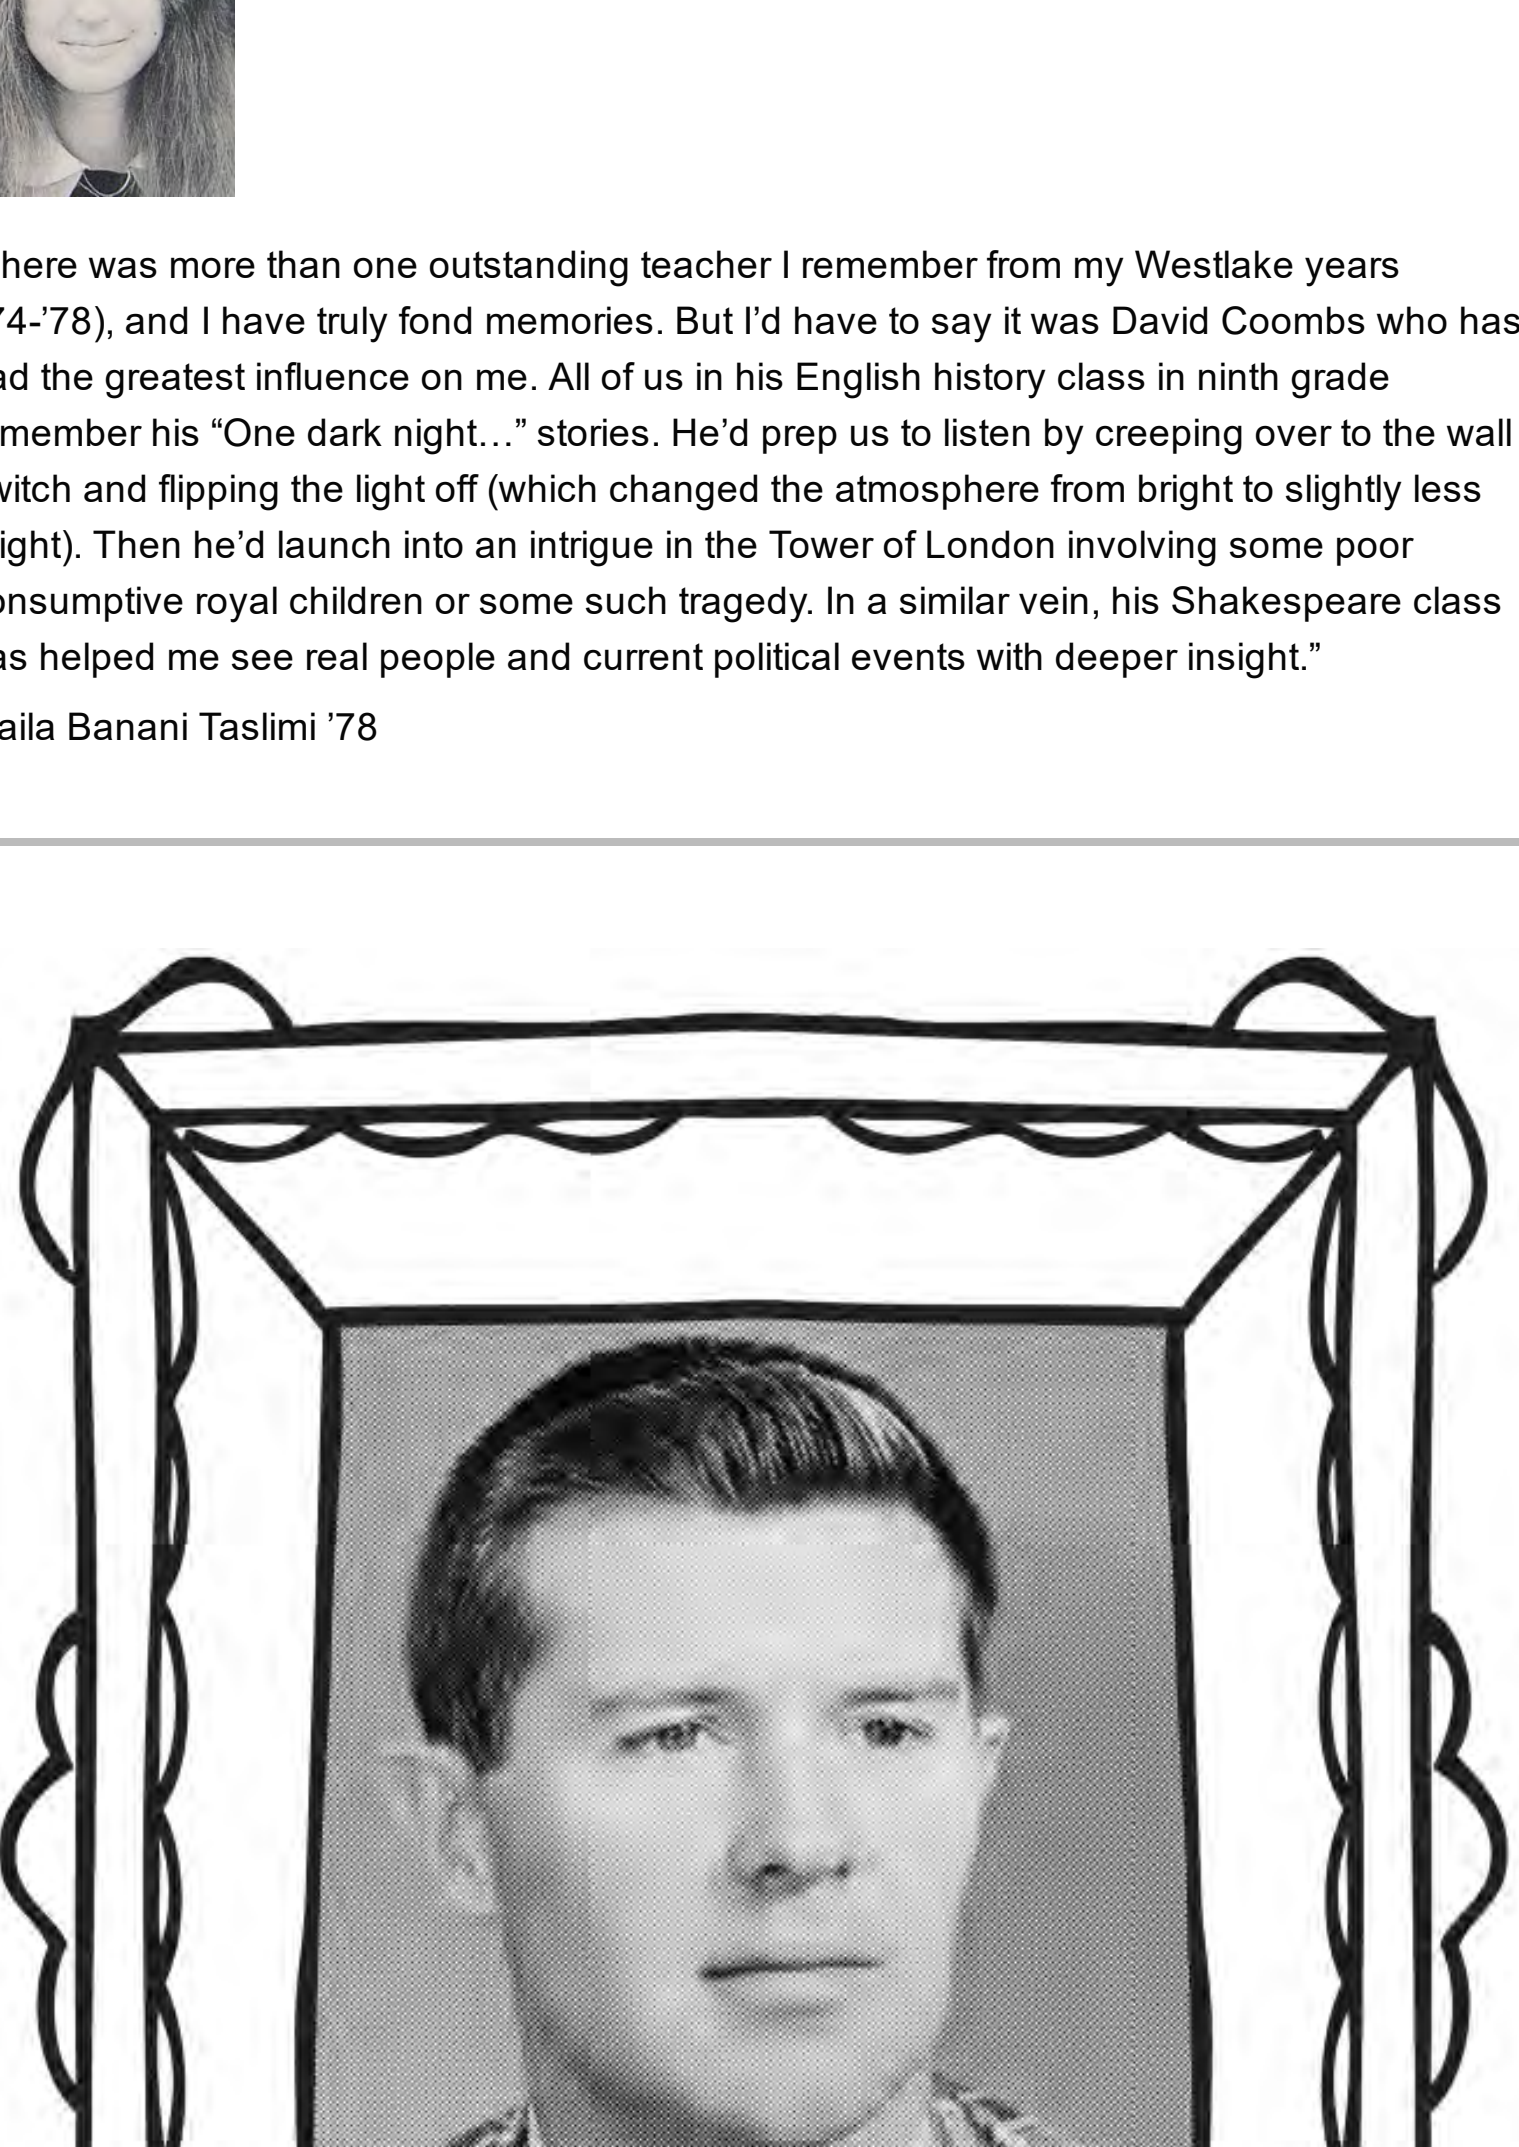 here was more than one outstanding teacher I remember from my Westlake years
74-’78), and I have truly fond memories. But I’d have to say it was David Coombs who has
ad the greatest influence on me. All of us in his English history class in ninth grade
member his “One dark night…” stories. He’d prep us to listen by creeping over to the wall
witch and flipping the light off (which changed the atmosphere from bright to slightly less
ight). Then he’d launch into an intrigue in the Tower of London involving some poor
onsumptive royal children or some such tragedy. In a similar vein, his Shakespeare class
as helped me see real people and current political events with deeper insight.”
aila Banani Taslimi ’78